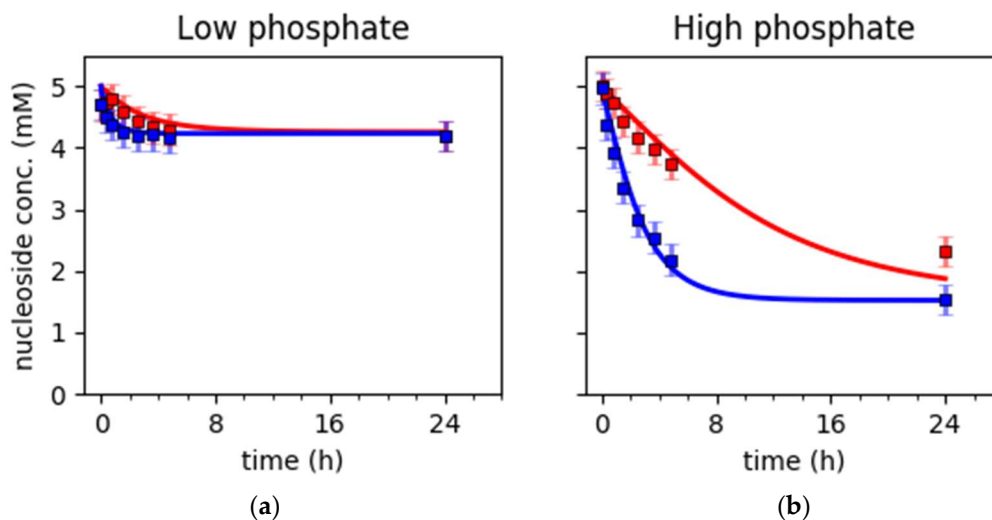 Low phosphate
High phosphate
nucleoside conc. (mM)
5
4
3
2
1
0
0 8 16 24
time (h)
0 8 16 24
time (h)
(a)
(b)